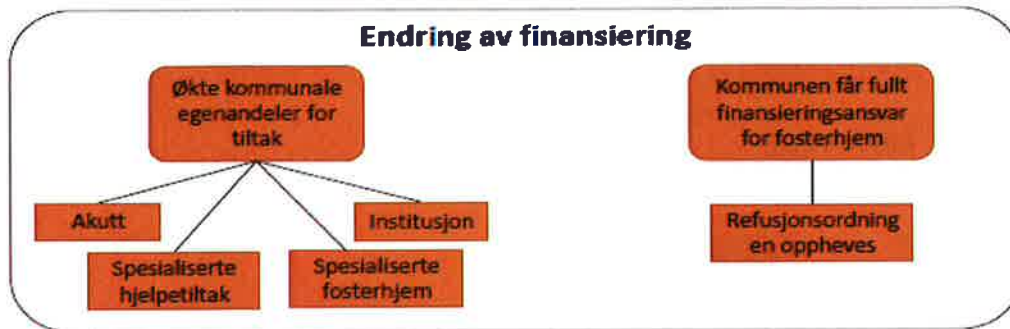 Endring av finansiering
Økte kommunale
egenandeler for
tiltak
Kommunen får fullt
finansieringsansvar
for fosterhjem
Akutt
Institusjon
Spesialiserte
hjelpetiltak
Spesialiserte
fosterhjem
Refusjonsordning
en oppheves